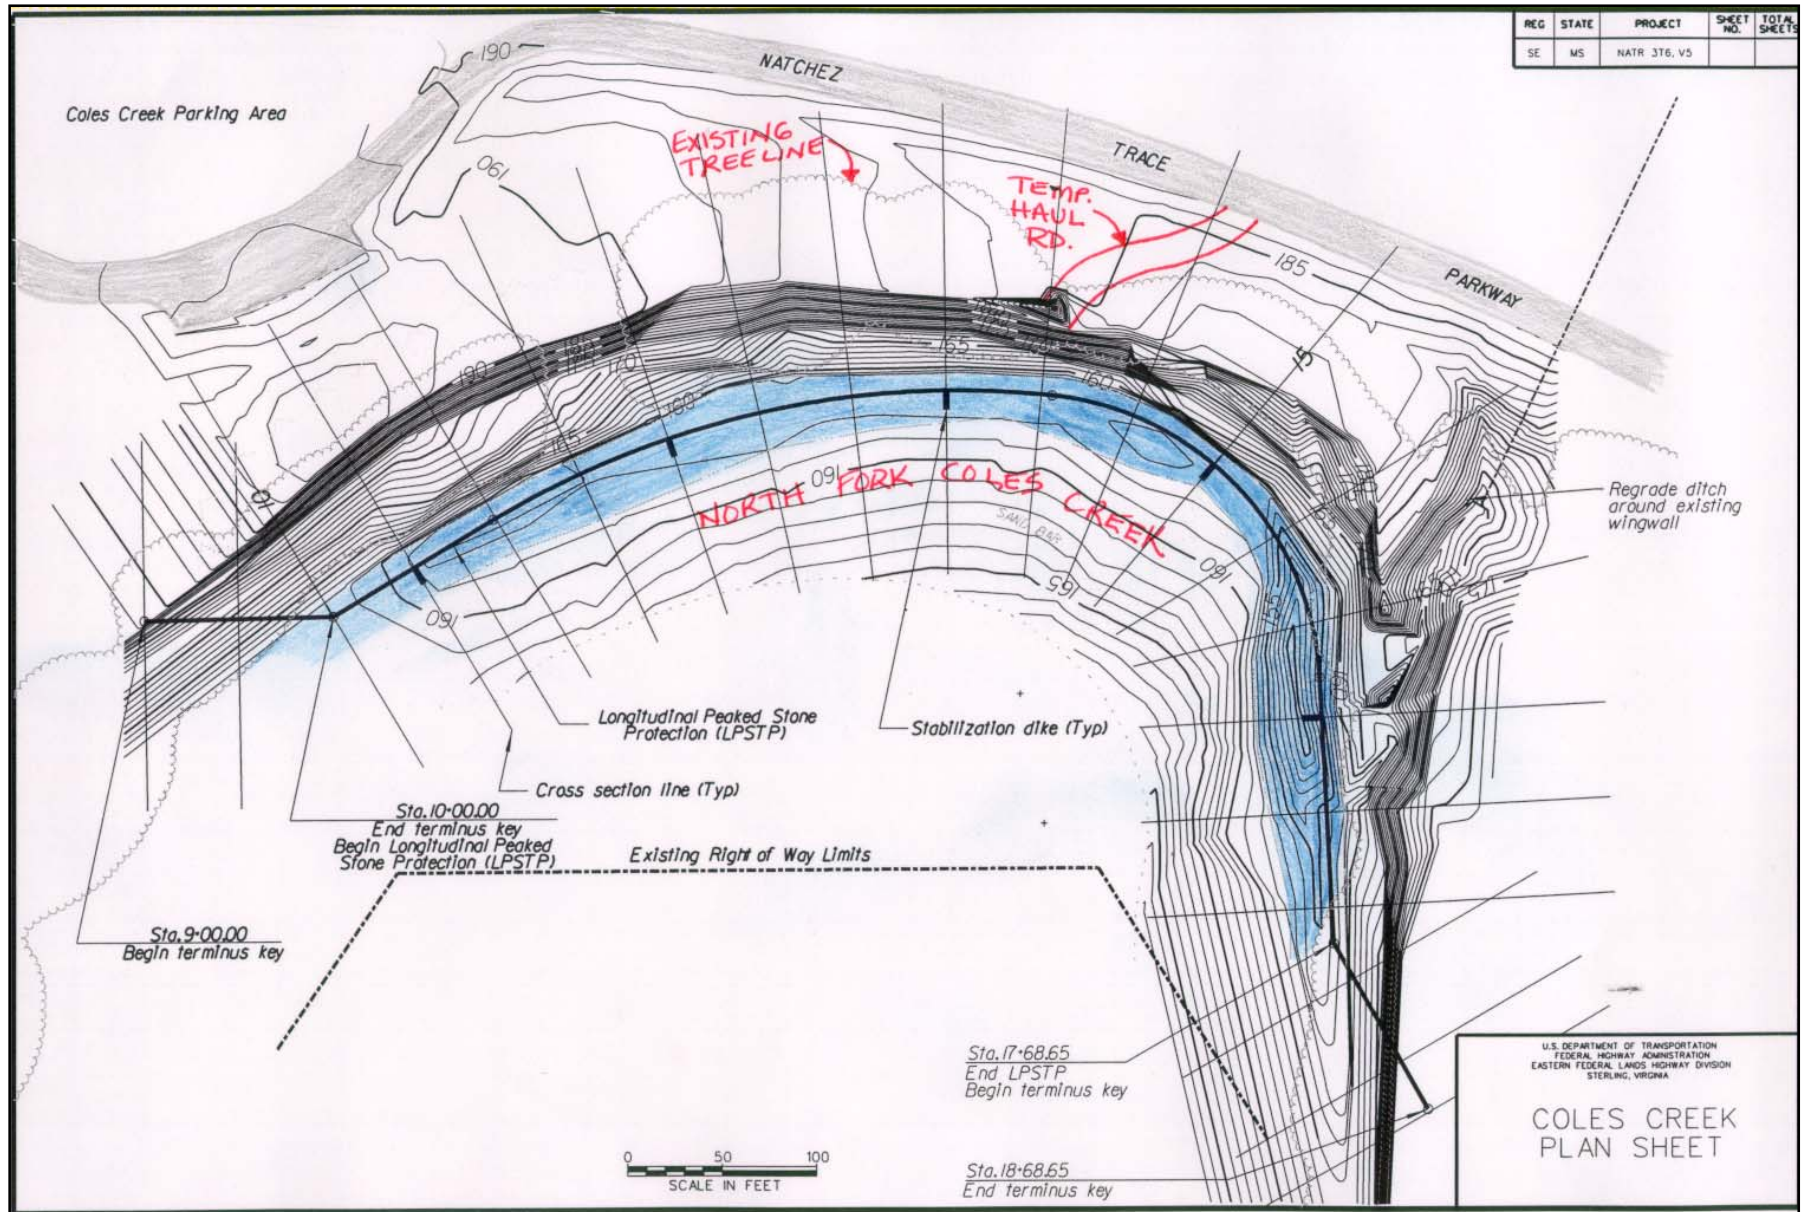 REG STATE PROJECT SHEET NO. TOTAL SHEETS
SE MS NATR 3T6, V5
190
NATCHEZ
Coles Creek Parking Area
EXISTING
TREELINE
TRACE
190
TEMP.
HAUL
RD.
185
PARKWAY
15
165
190
170
160
160
165
10
160
NORTH FORK COLES CREEK
SAND BAR
Regrade ditch
around existing
wingwall
160
165
160
155
160
Longitudinal Peaked Stone
Protection (LPSTP)
Stabilization dike (Typ)
Cross section line (Typ)
Sta. 10+00.00
End terminus key
Begin Longitudinal Peaked
Stone Protection (LPSTP)
Existing Right of Way Limits
Sta. 9+00.00
Begin terminus key
Sta. 17+68.65
End LPSTP
Begin terminus key
Sta. 18+68.65
End terminus key
0 50 100
SCALE IN FEET
U.S. DEPARTMENT OF TRANSPORTATION
FEDERAL HIGHWAY ADMINISTRATION
EASTERN FEDERAL LANDS HIGHWAY DIVISION
STERLING, VIRGINIA
COLES CREEK
PLAN SHEET